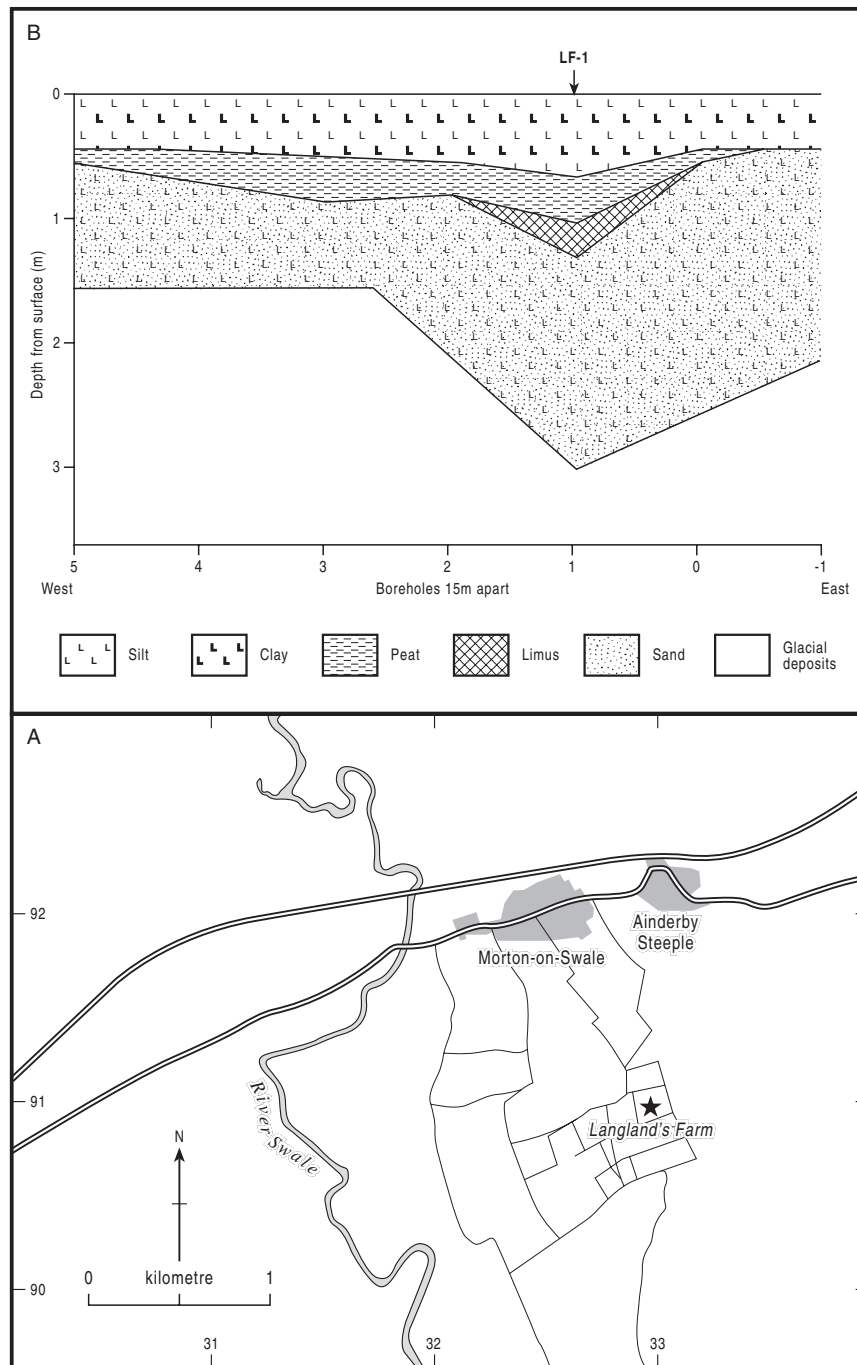 B
LF-1
0
1
2
3
Depth from surface (m)
5 4 3 2 1 0 -1
West Boreholes 15m apart East
Silt Clay Peat Limus Sand Glacial
deposits
A
92
91
90
Ainderby
Steeple
Morton-on-Swale
Langland's Farm
River Swale
N
0 kilometre 1
31 32 33